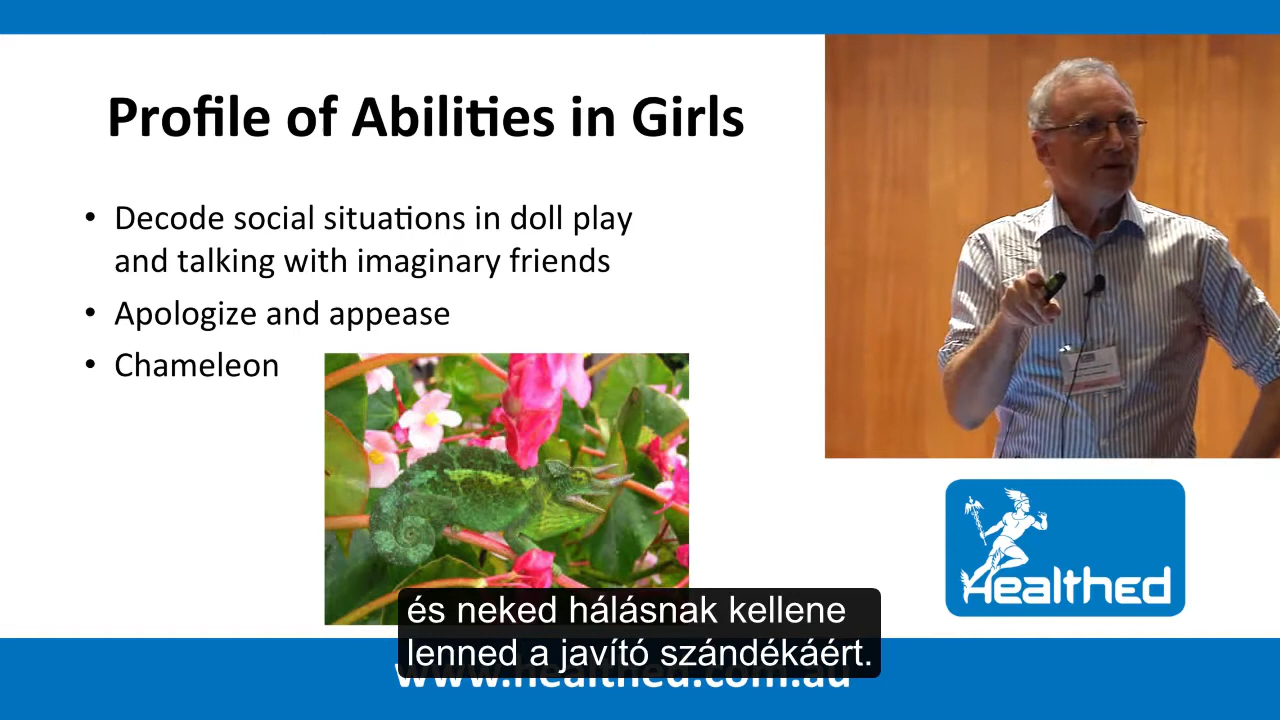 Profile of Abilities in Girls
• Decode social situations in doll play
and talking with imaginary friends
• Apologize and appease
• Chameleon
Healthed
és neked hálásnak kellene
lenned a javító szándékáért.
www.healthed.com.au